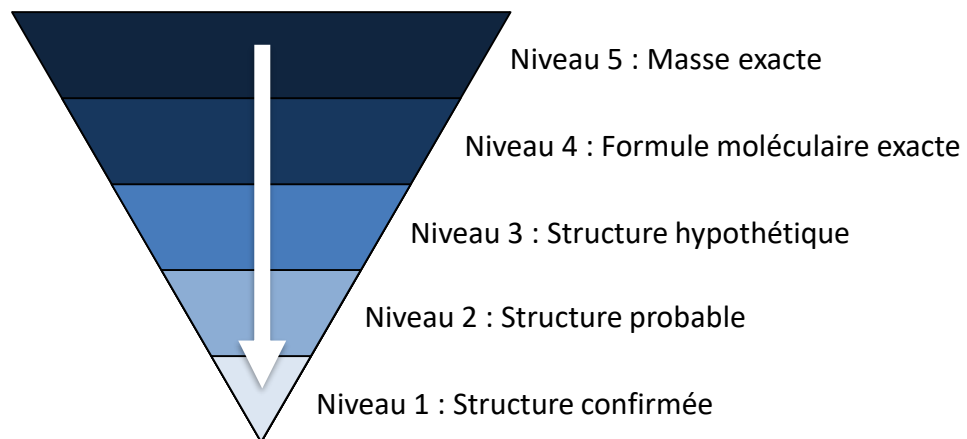 Niveau 5 : Masse exacte
Niveau 4 : Formule moléculaire exacte
Niveau 3 : Structure hypothétique
Niveau 2 : Structure probable
Niveau 1 : Structure confirmée